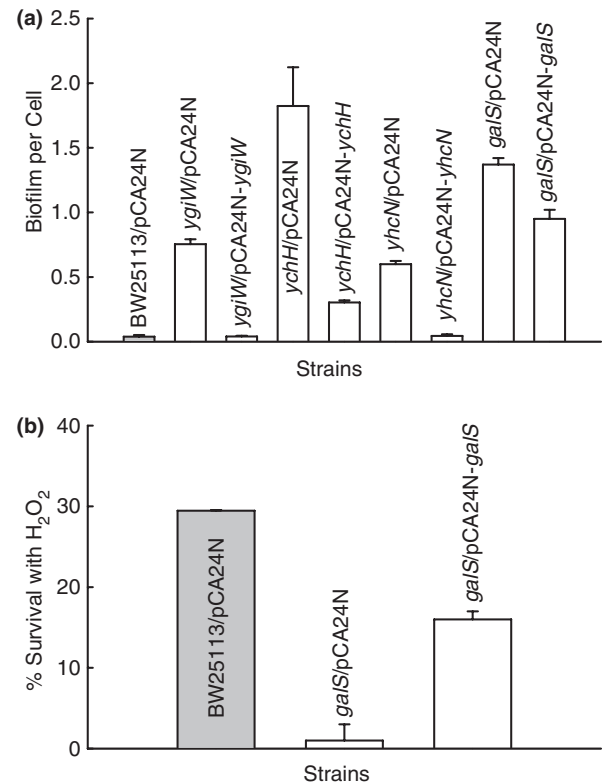 (a)
2.5
2.0
1.5
1.0
0.5
0.0
Biofilm per Cell
BW25113/pCA24N
ygiW/pCA24N
ygiW/pCA24N-ygiW
ychH/pCA24N
ychH/pCA24N-ychH
yhcN/pCA24N
yhcN/pCA24N-yhcN
galS/pCA24N
galS/pCA24N-galS
Strains
(b)
40
30
20
10
0
% Survival with H₂O₂
BW25113/pCA24N
galS/pCA24N
galS/pCA24N-galS
Strains